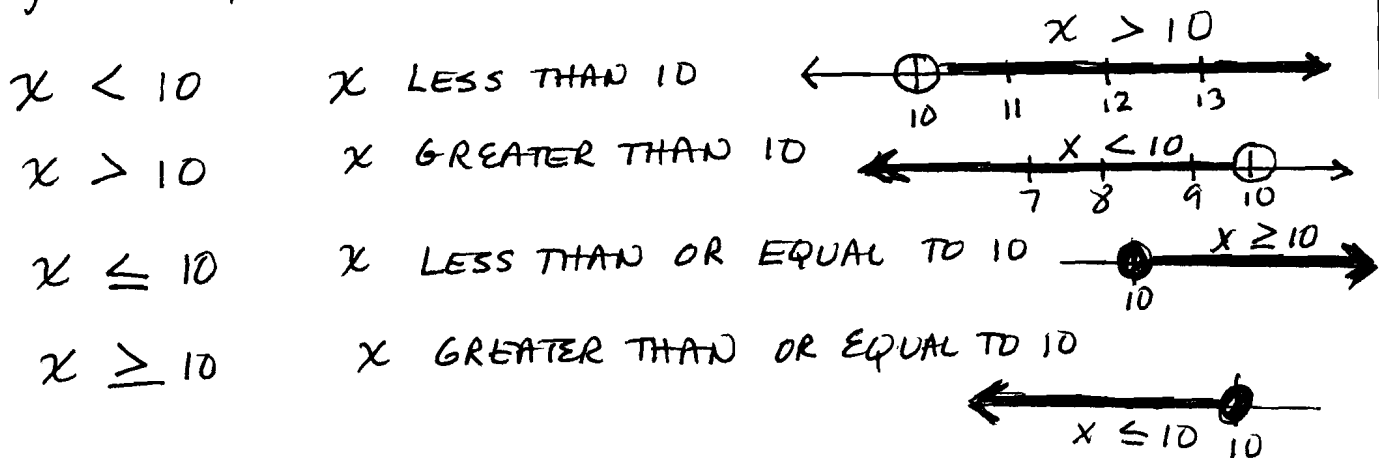 x > 10
x < 10 x LESS THAN 10
10 11 12 13
x > 10 x GREATER THAN 10 x < 10
7 8 9 10
x ≤ 10 x LESS THAN OR EQUAL TO 10 x ≥ 10
10
x ≥ 10 x GREATER THAN OR EQUAL TO 10
x ≤ 10 10